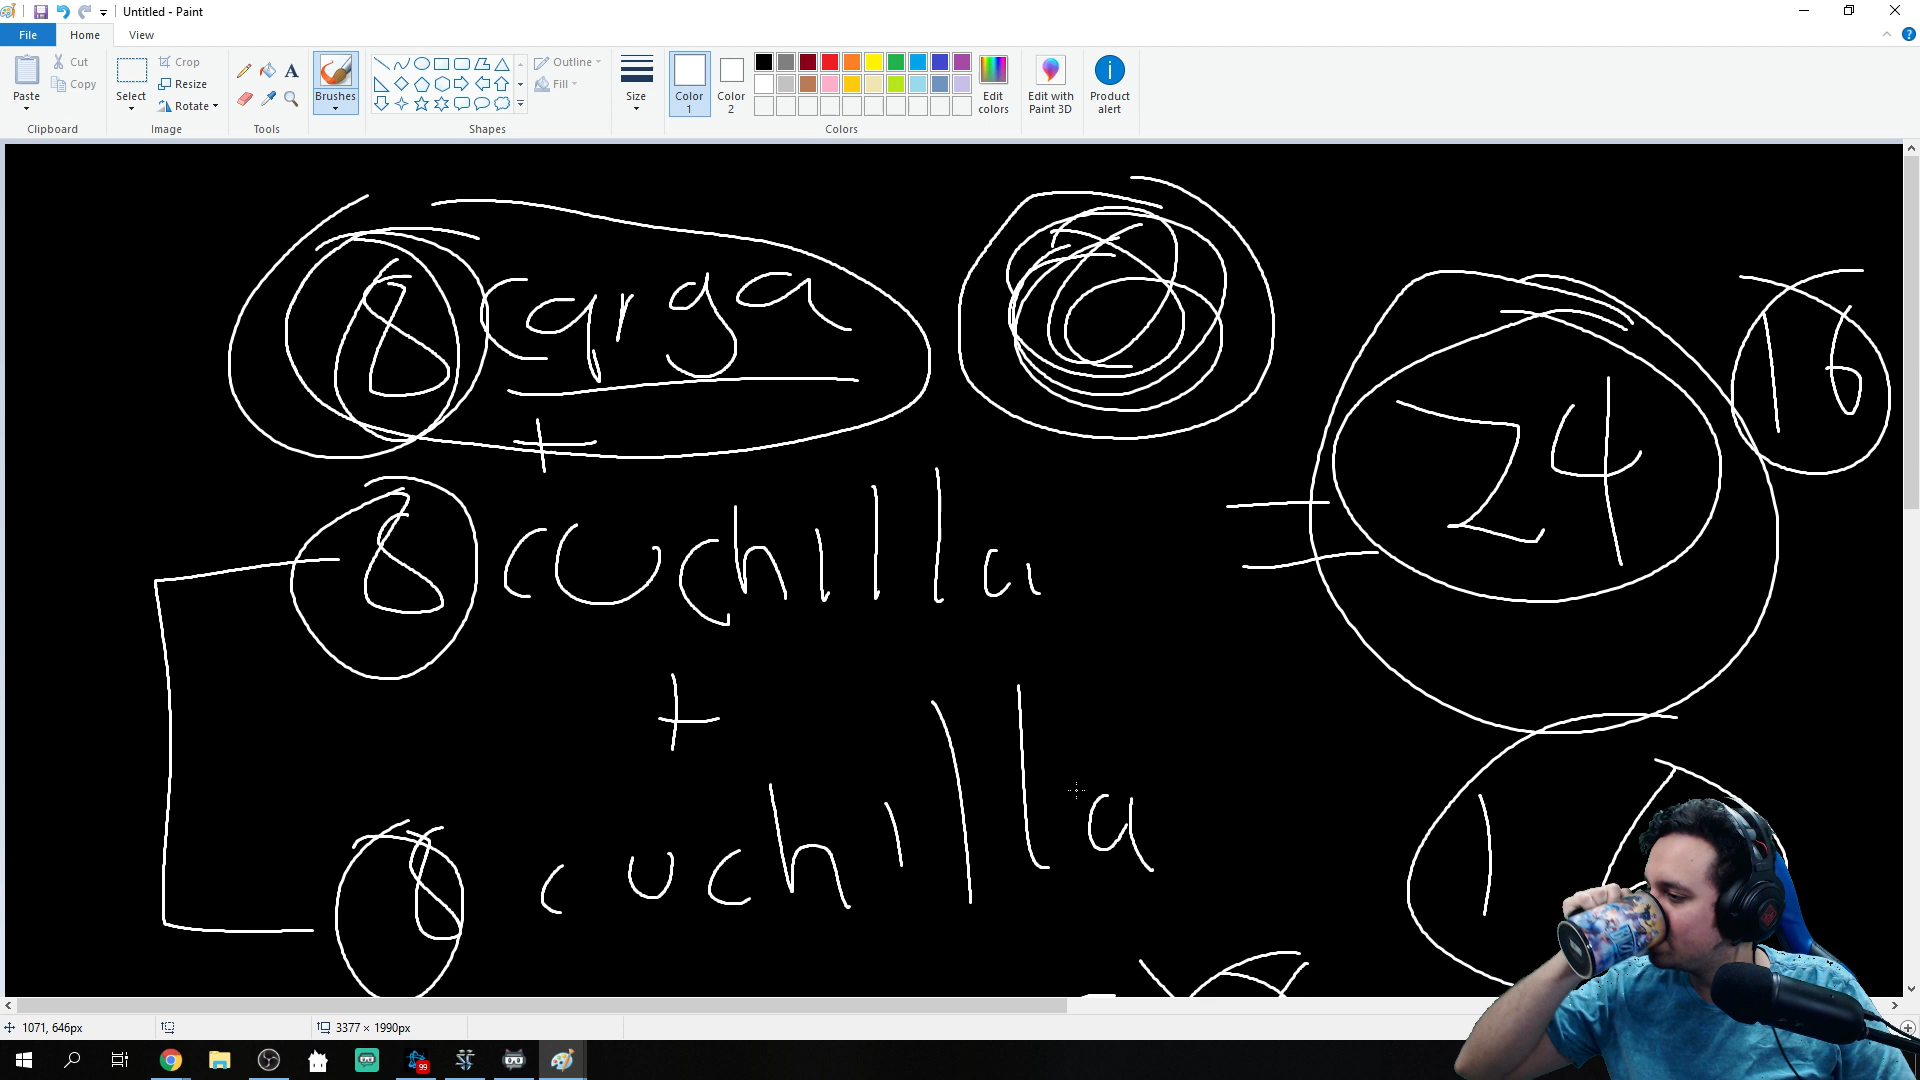 Untitled - Paint
File Home View
Paste
Cut
Copy
Clipboard
Select
Crop
Resize
Rotate
Image
Tools
Brushes
Outline
Fill
Shapes
Size
Color 1
Color 2
Edit colors
Colors
Edit with Paint 3D
Product alert
8 carga
+
8 cuchilla
= 24
16
+
8 cuchilla
1
1071, 646px
3377 × 1990px
99